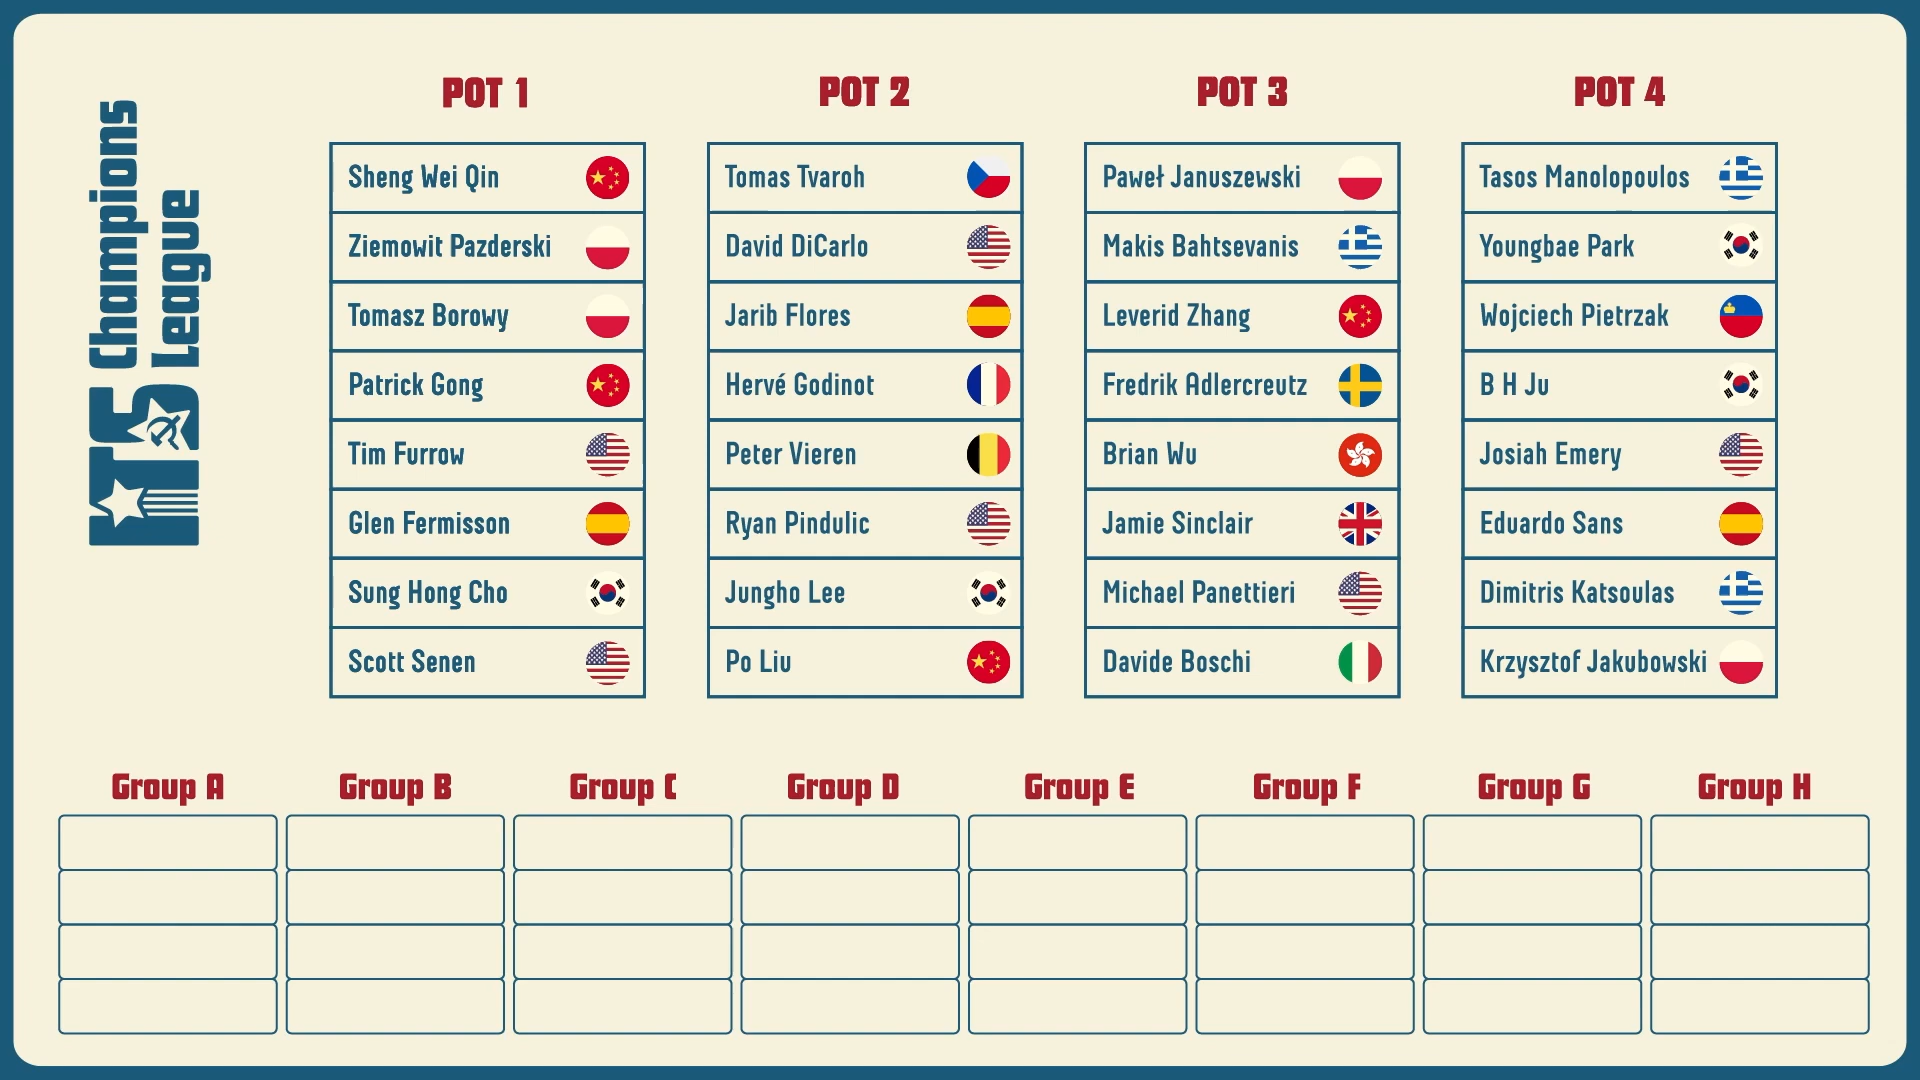 TS Champions
League
POT 1
Sheng Wei Qin
Ziemowit Pazderski
Tomasz Borowy
Patrick Gong
Tim Furrow
Glen Fermisson
Sung Hong Cho
Scott Senen
POT 2
Tomas Tvaroh
David DiCarlo
Jarib Flores
Hervé Godinot
Peter Vieren
Ryan Pindulic
Jungho Lee
Po Liu
POT 3
Paweł Januszewski
Makis Bahtsevanis
Leverid Zhang
Fredrik Adlercreutz
Brian Wu
Jamie Sinclair
Michael Panettieri
Davide Boschi
POT 4
Tasos Manolopoulos
Youngbae Park
Wojciech Pietrzak
B H Ju
Josiah Emery
Eduardo Sans
Dimitris Katsoulas
Krzysztof Jakubowski
Group A
Group B
Group C
Group D
Group E
Group F
Group G
Group H